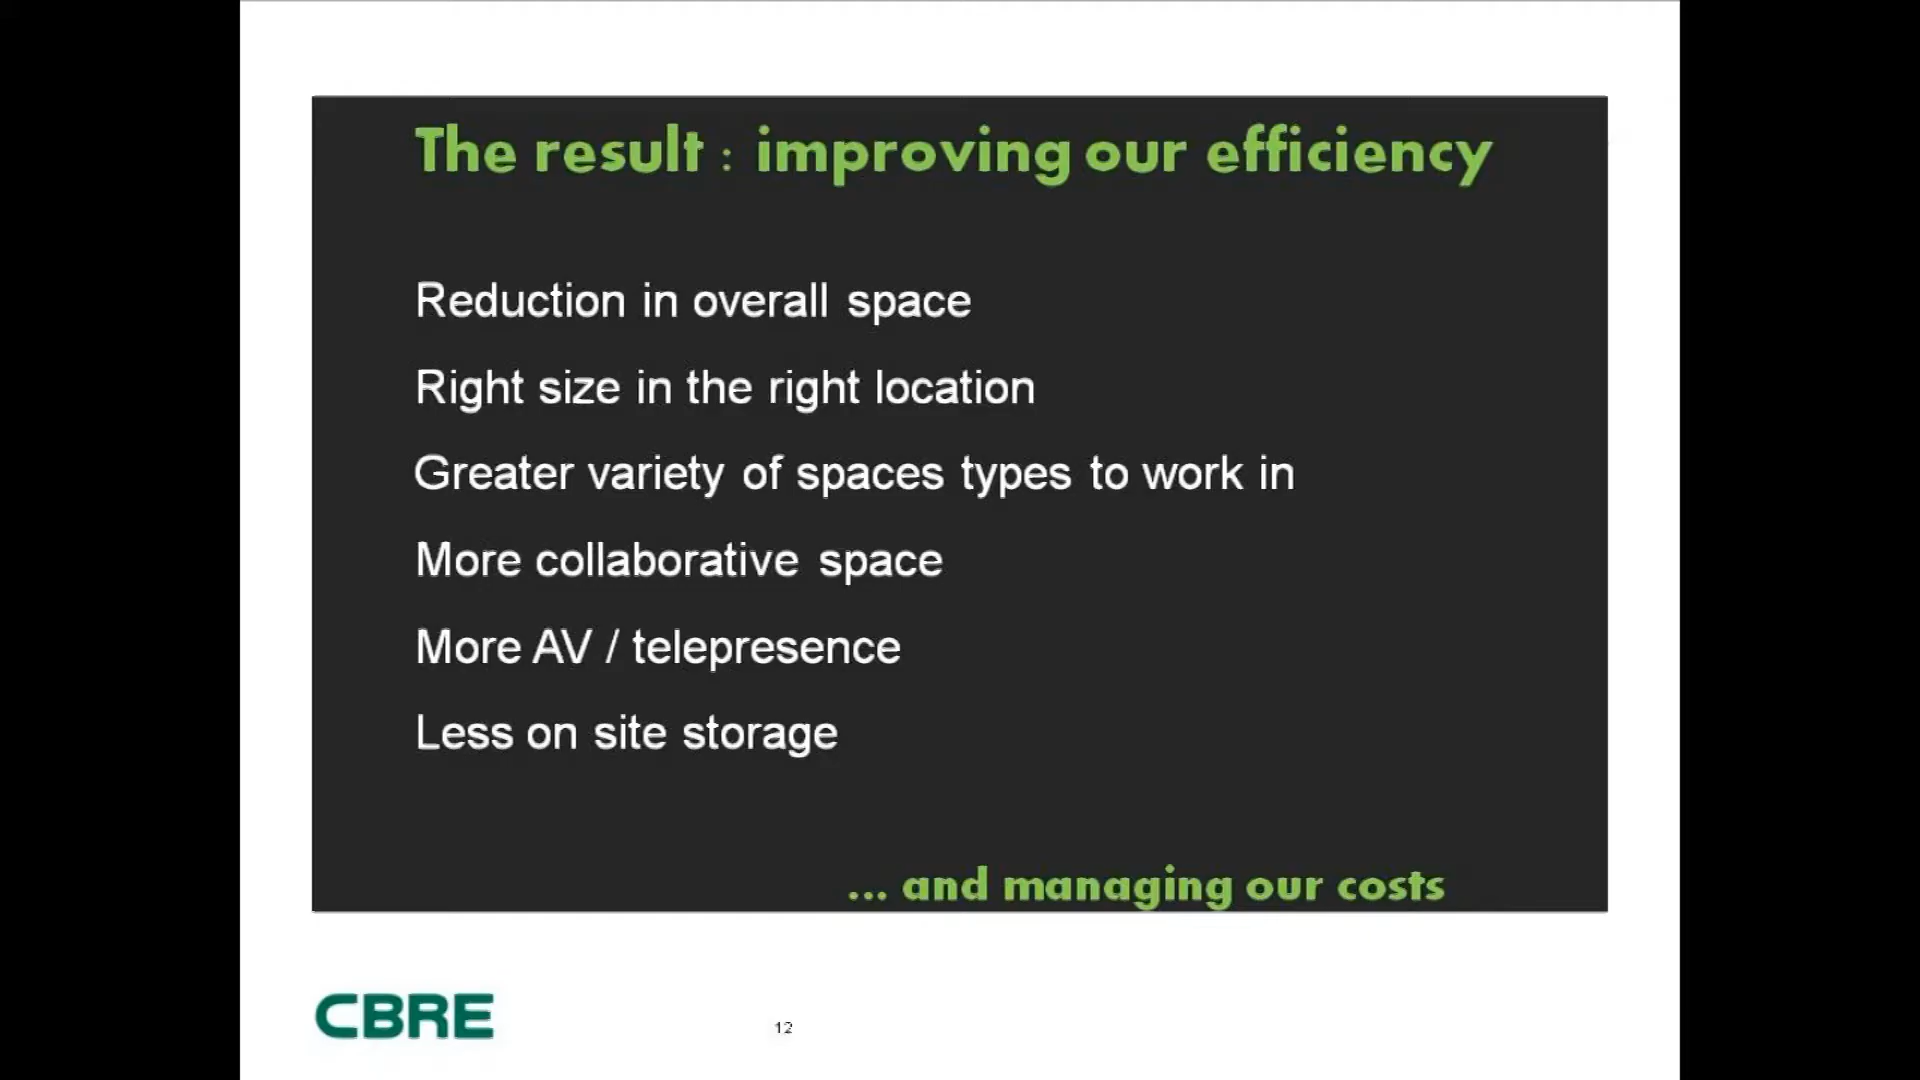 The result : improving our efficiency
Reduction in overall space
Right size in the right location
Greater variety of spaces types to work in
More collaborative space
More AV / telepresence
Less on site storage
... and managing our costs
CBRE
12